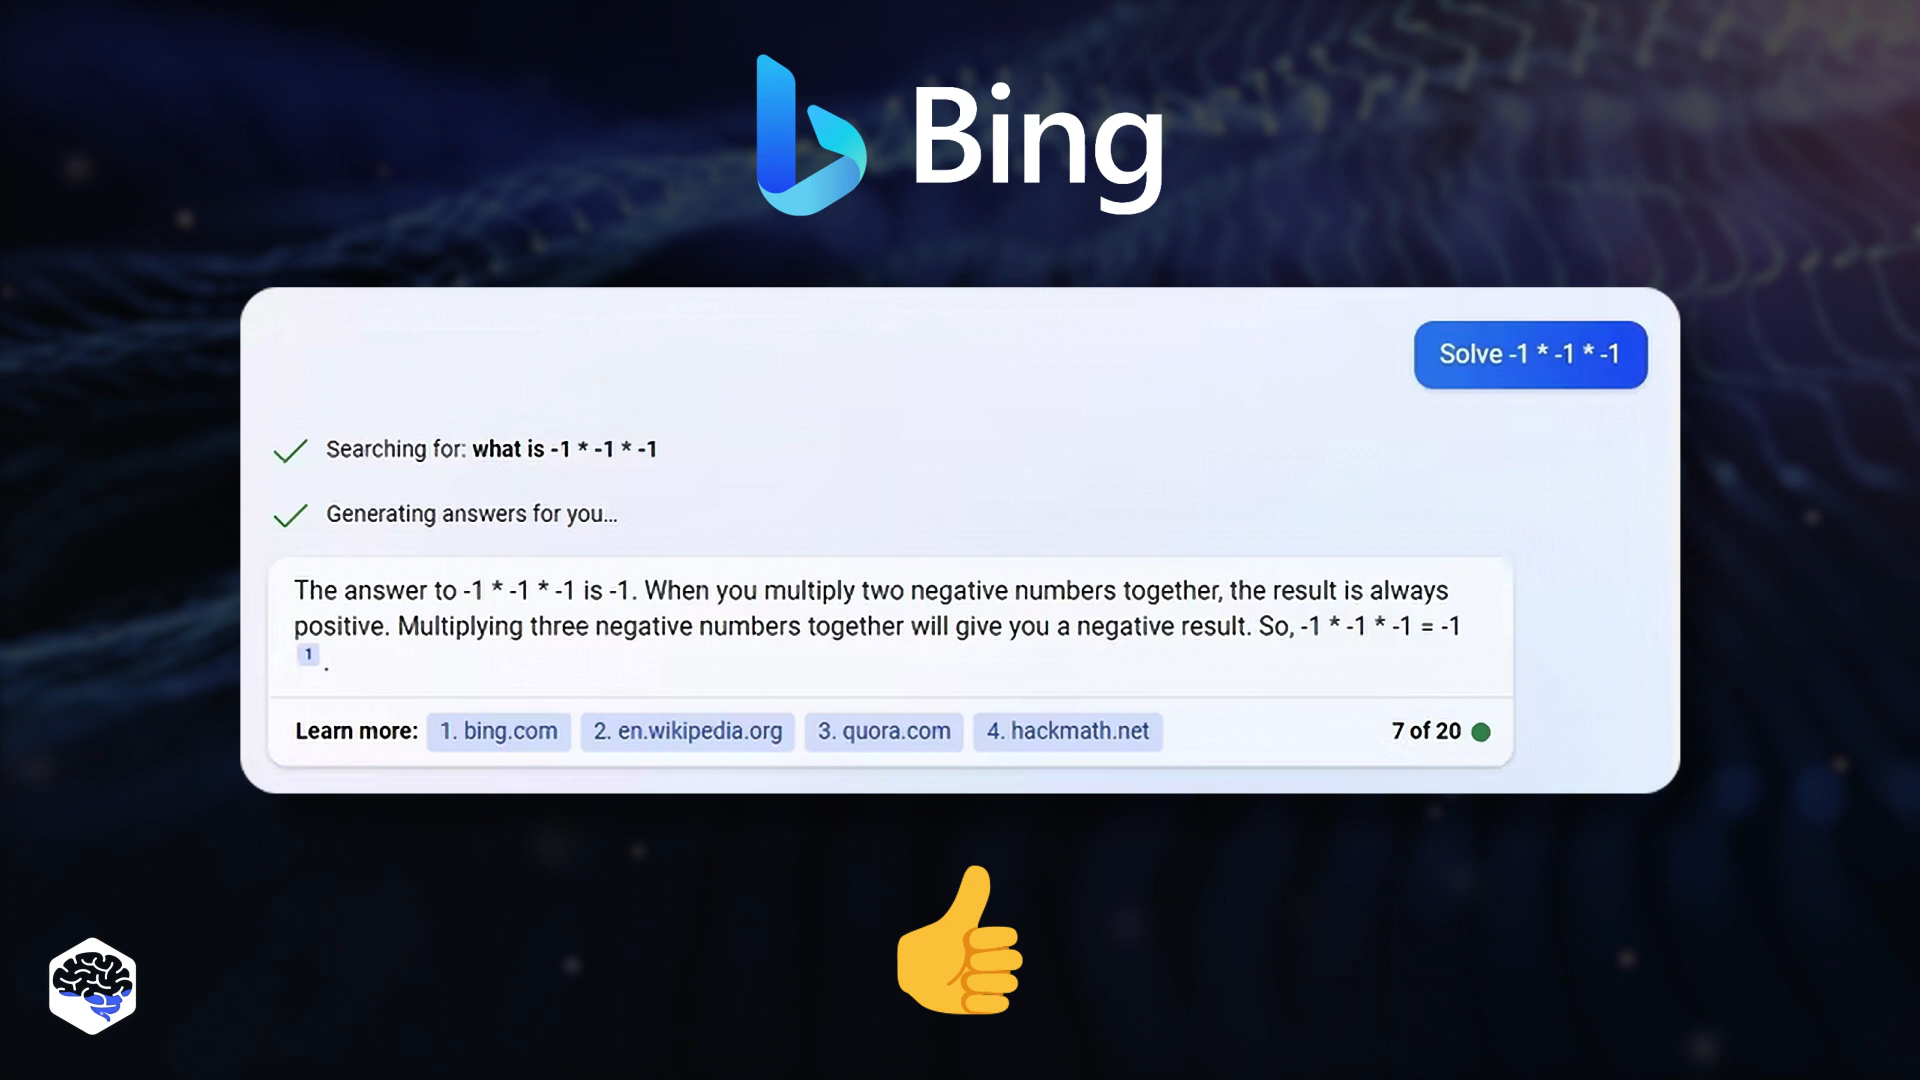 Bing
Solve -1 * -1 * -1
Searching for: what is -1 * -1 * -1
Generating answers for you...
The answer to -1 * -1 * -1 is -1. When you multiply two negative numbers together, the result is always
positive. Multiplying three negative numbers together will give you a negative result. So, -1 * -1 * -1 = -1
1 .
Learn more: 1. bing.com 2. en.wikipedia.org 3. quora.com 4. hackmath.net 7 of 20